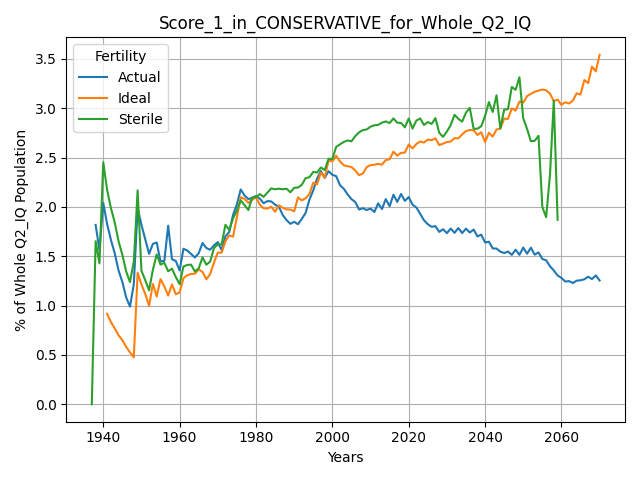 Score_1_in_CONSERVATIVE_for_Whole_Q2_IQ
Fertility
Actual
Ideal
Sterile
% of Whole Q2_IQ Population
3.5
3.0
2.5
2.0
1.5
1.0
0.5
0.0
1940 1960 1980 2000 2020 2040 2060
Years